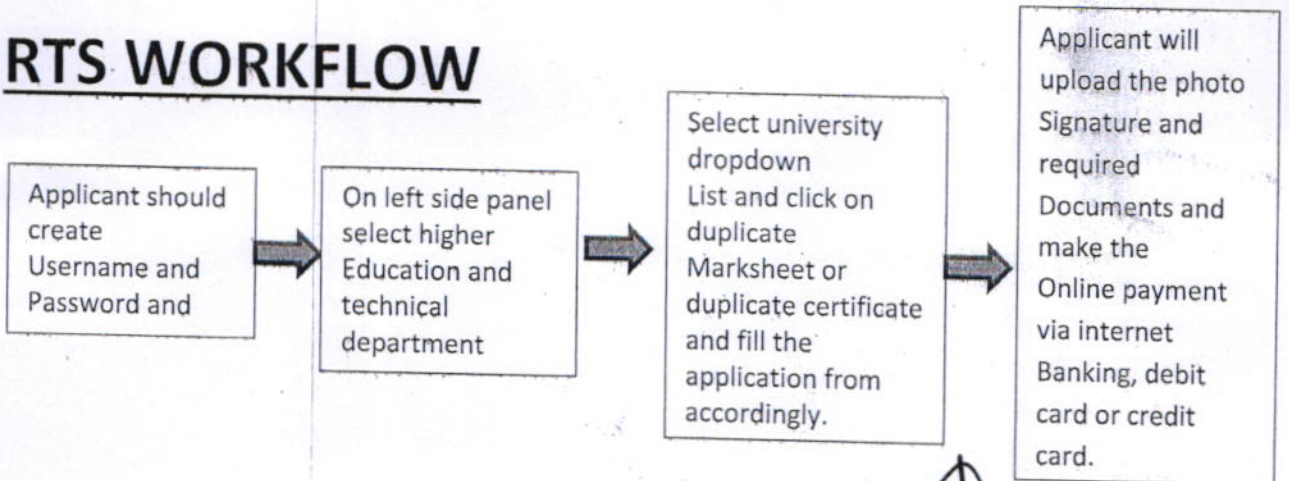 RTS WORKFLOW
Applicant should
create
Username and
Password and
On left side panel
select higher
Education and
technical
department
Select university
dropdown
List and click on
duplicate
Marksheet or
duplicate certificate
and fill the
application from
accordingly.
Applicant will
upload the photo
Signature and
required
Documents and
make the
Online payment
via internet
Banking, debit
card or credit
card.